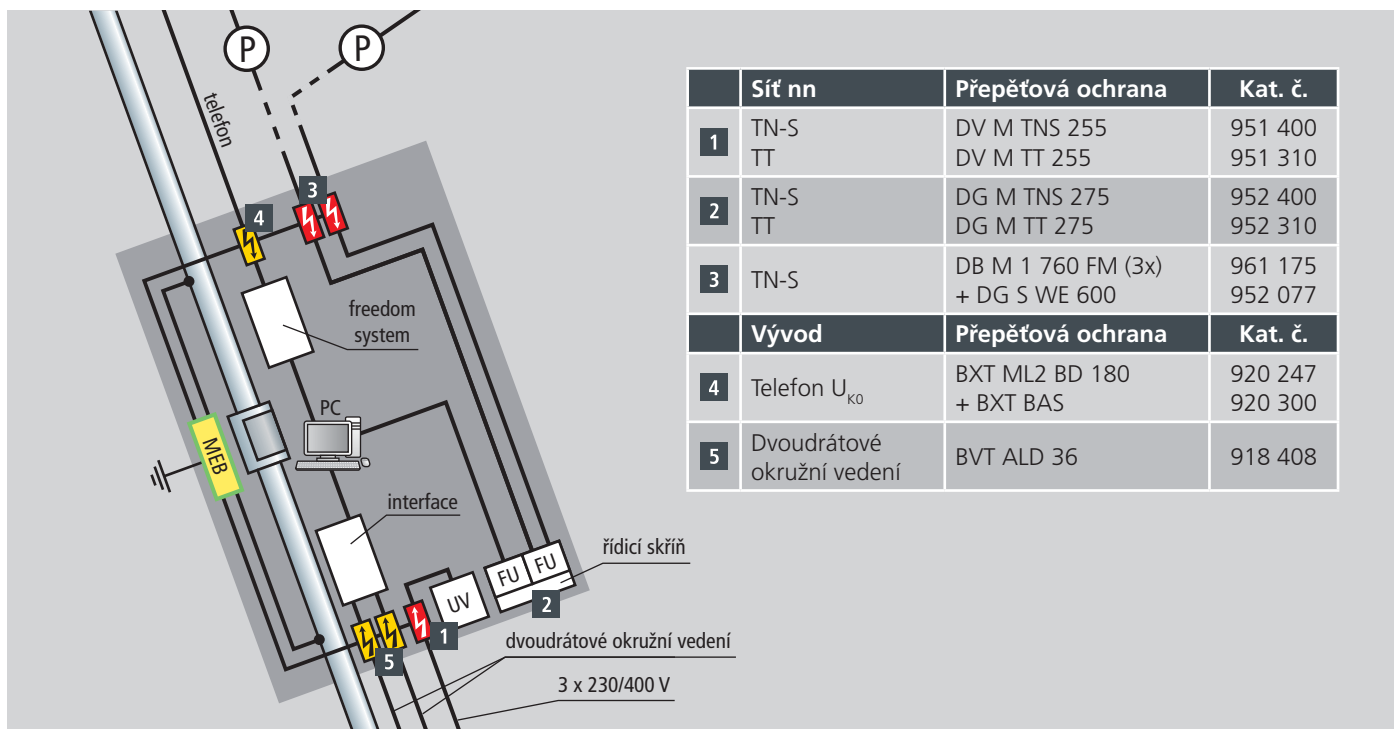 P
P
telefon
3
4
freedom
system
PC
MEB
interface
řídicí skříň
FU
FU
UV
2
1
5
dvoudrátové okružní vedení
3 x 230/400 V
Síť nn Přepěťová ochrana Kat. č.
1 TN-S DV M TNS 255 951 400
TT DV M TT 255 951 310
2 TN-S DG M TNS 275 952 400
TT DG M TT 275 952 310
3 TN-S DB M 1 760 FM (3x) 961 175
+ DG S WE 600 952 077
Vývod Přepěťová ochrana Kat. č.
4 Telefon U_K0 BXT ML2 BD 180 920 247
+ BXT BAS 920 300
5 Dvoudrátové
okružní vedení BVT ALD 36 918 408